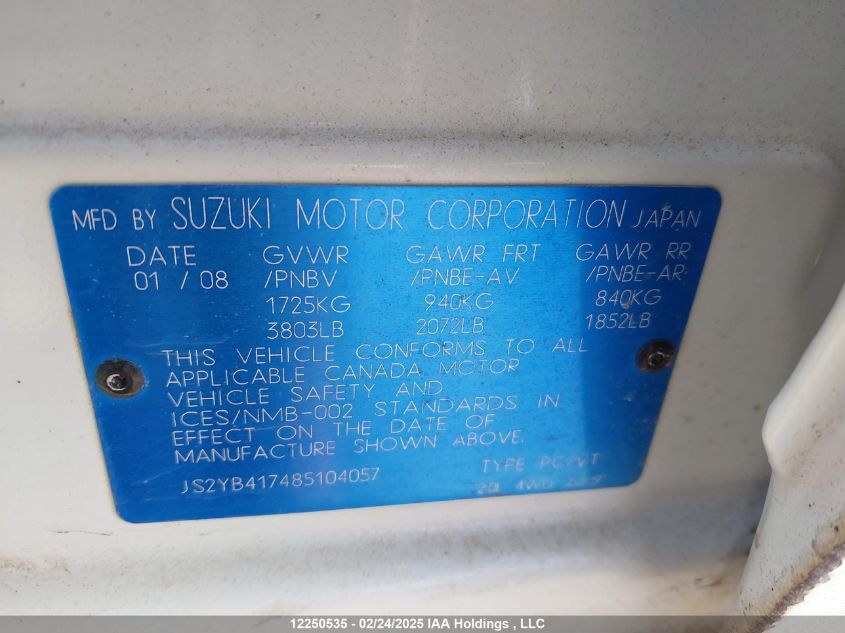 MFD BY SUZUKI MOTOR CORPORATION JAPAN
DATE GVWR GAWR FRT GAWR RR
01 / 08 /PNBV /PNBE-AV /PNBE-AR
1725KG 940KG 840KG
3803LB 2072LB 1852LB
THIS VEHICLE CONFORMS TO ALL
APPLICABLE CANADA MOTOR
VEHICLE SAFETY AND
ICES/NMB-002 STANDARDS IN
EFFECT ON THE DATE OF
MANUFACTURE SHOWN ABOVE.
JS2YB417485104057 TYPE
4WD
12250535 - 02/24/2025 IAA Holdings , LLC